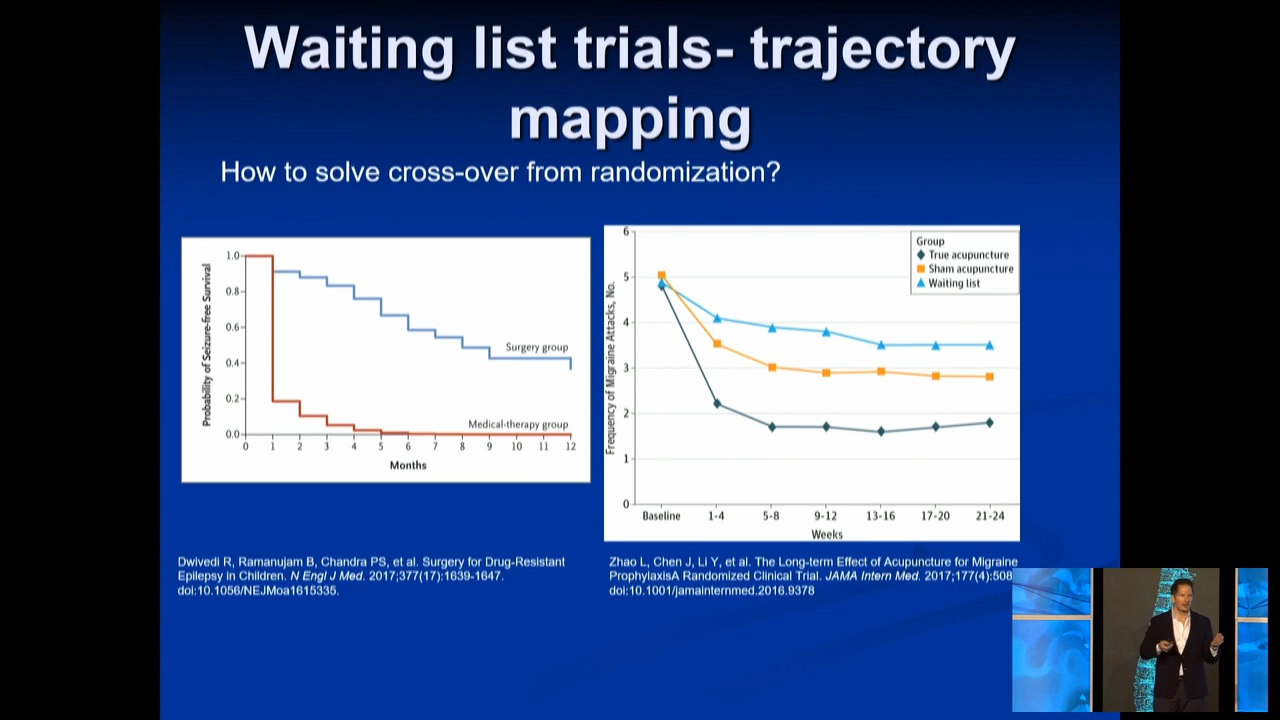 Waiting list trials- trajectory
mapping
How to solve cross-over from randomization?
Probability of Seizure-free Survival
1.0
0.8
0.6
0.4
0.2
0.0
Surgery group
Medical-therapy group
0 1 2 3 4 5 6 7 8 9 10 11 12
Months
Frequency of Migraine Attacks, No.
6
5
4
3
2
1
0
Group
True acupuncture
Sham acupuncture
Waiting list
Baseline 1-4 5-8 9-12 13-16 17-20 21-24
Weeks
Dwivedi R, Ramanujam B, Chandra PS, et al. Surgery for Drug-Resistant
Epilepsy in Children. N Engl J Med. 2017;377(17):1639-1647.
doi:10.1056/NEJMoa1615335.
Zhao L, Chen J, Li Y, et al. The Long-term Effect of Acupuncture for Migraine
ProphylaxisA Randomized Clinical Trial. JAMA Intern Med. 2017;177(4):508
doi:10.1001/jamainternmed.2016.9378